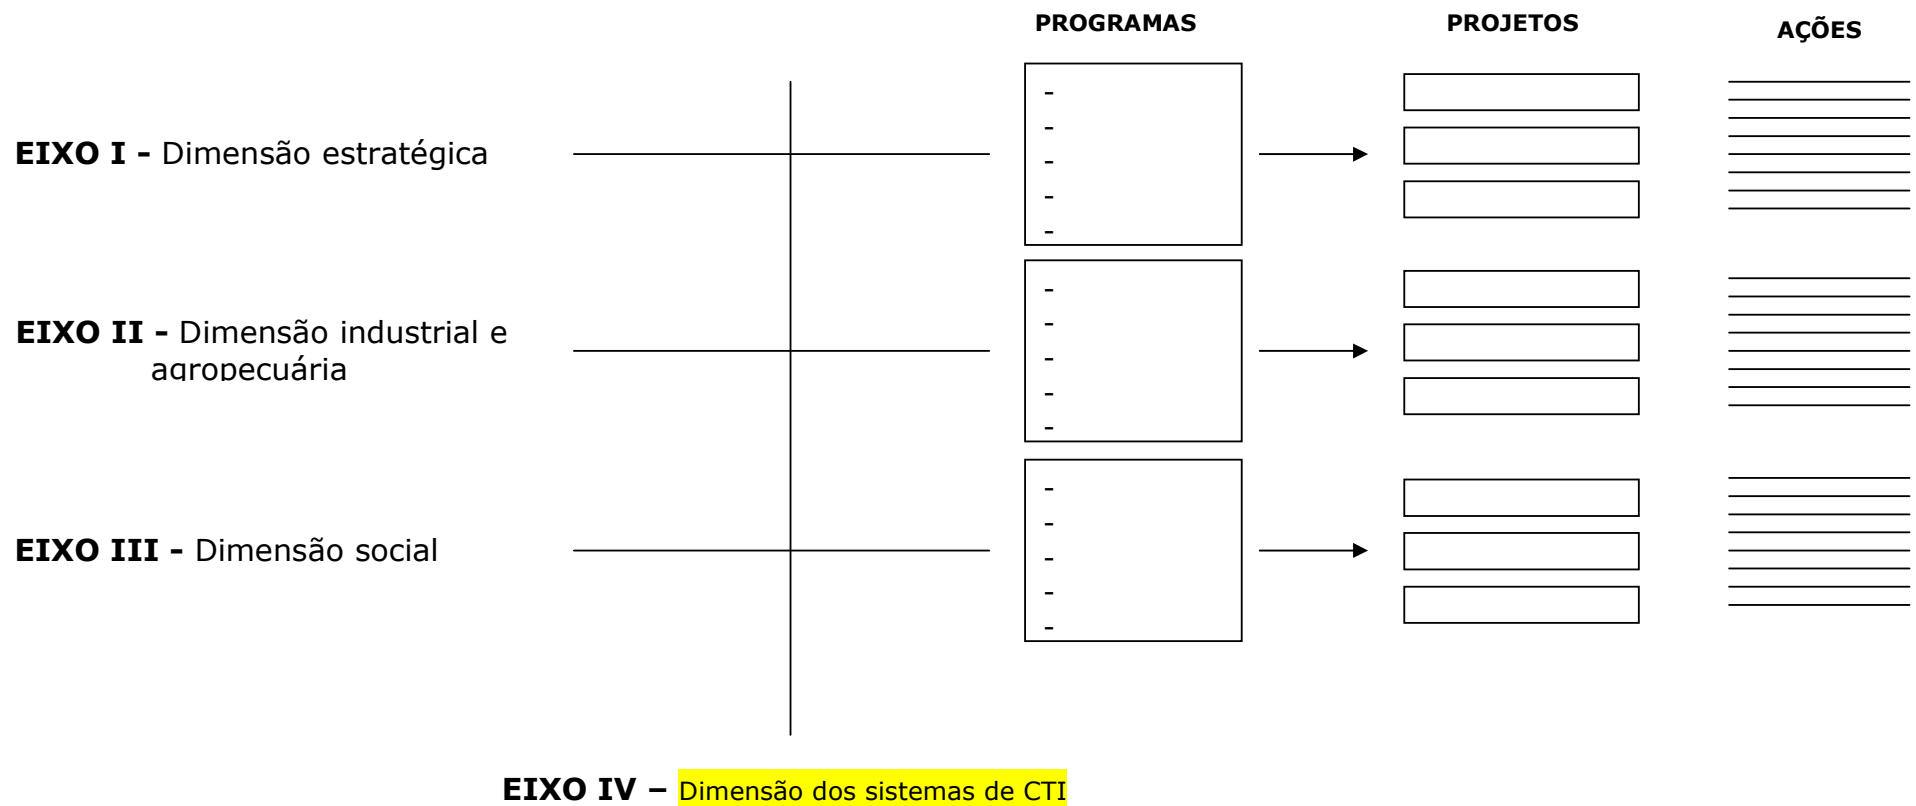 PROGRAMAS
PROJETOS
AÇÕES
-
-
-
-
-
EIXO I - Dimensão estratégica
-
-
-
-
-
EIXO II - Dimensão industrial e
agropecuária
-
-
-
-
-
EIXO III - Dimensão social
EIXO IV – Dimensão dos sistemas de CTI